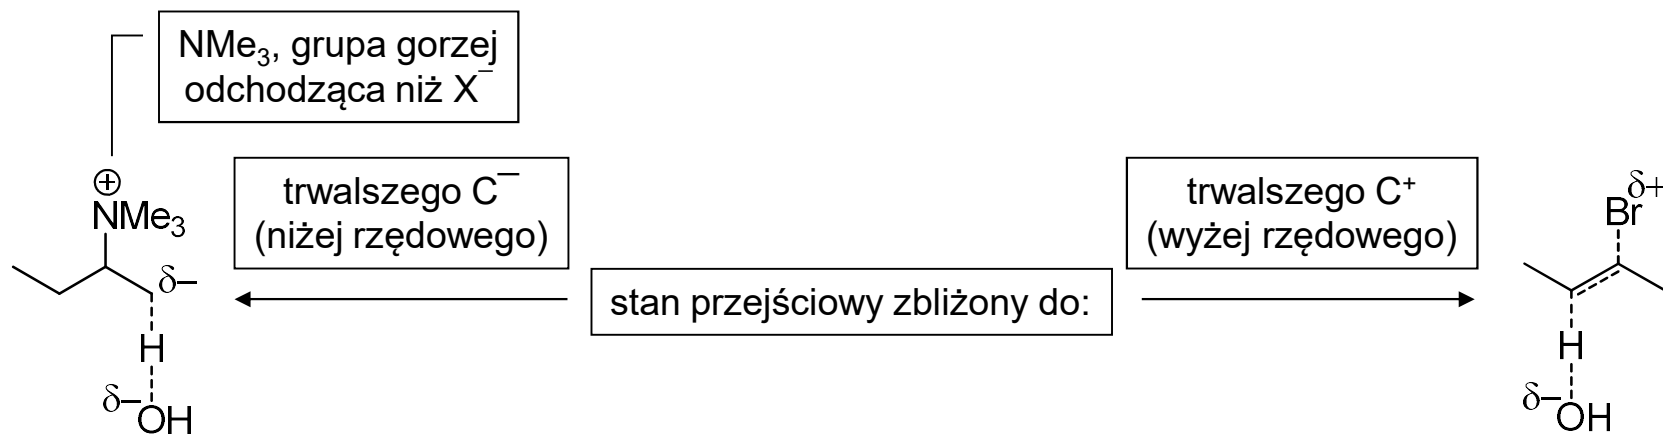 NMe₃, grupa gorzej
odchodząca niż X⁻
⊕
NMe₃
δ–
H
δ–
OH
trwalszego C⁻
(niżej rzędowego)
stan przejściowy zbliżony do:
trwalszego C⁺
(wyżej rzędowego)
δ+
Br
H
δ–
OH